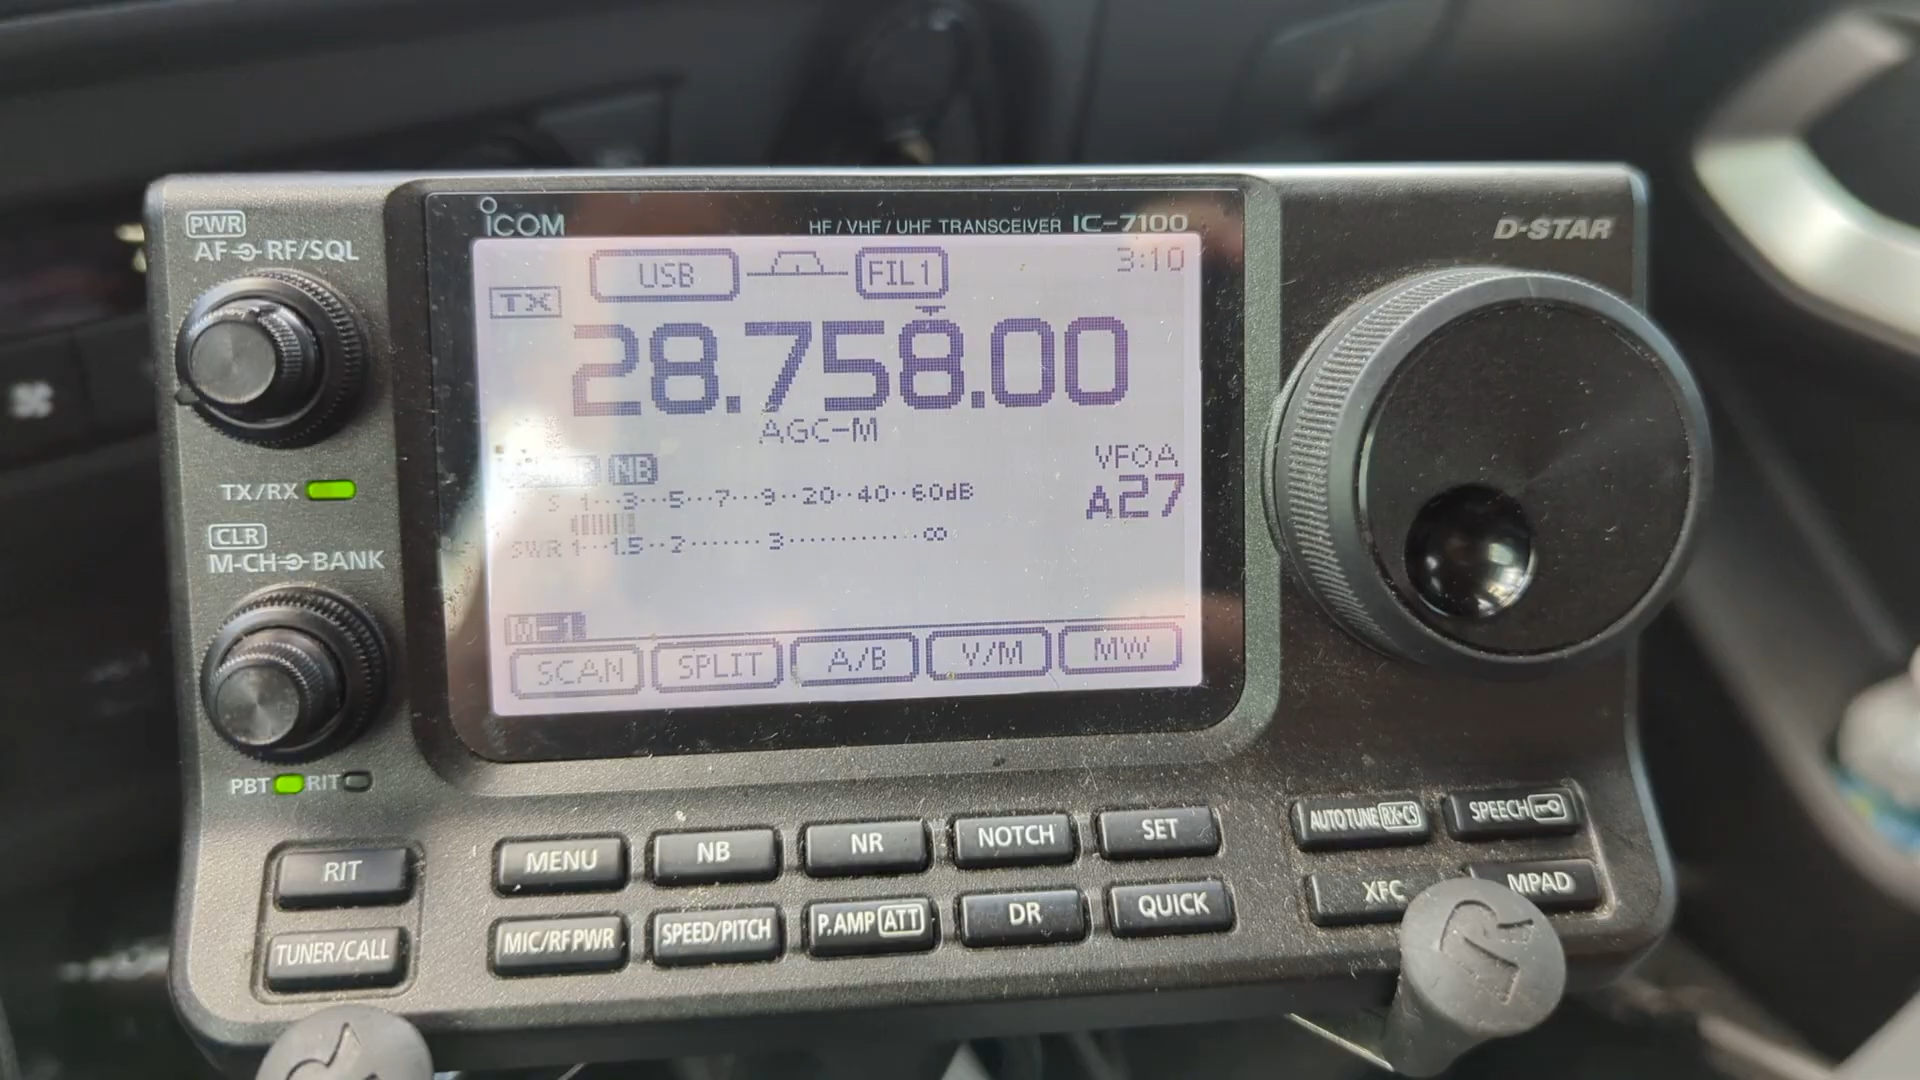 PWR
AF RF/SQL
ICOM
HF/VHF/UHF TRANSCEIVER IC-7100
D-STAR
USB FIL1 3:10
TX
28.758.00
AGC-M
NB
VFOA
A27
S 1···3···5···7···9··20··40··60dB
SWR 1···1.5··2·······3············∞
M-1
SCAN SPLIT A/B V/M MW
TX/RX
CLR
M-CH BANK
PBT RIT
RIT
TUNER/CALL
MENU NB NR NOTCH SET
MIC/RF PWR SPEED/PITCH P.AMP ATT DR QUICK
AUTOTUNE RX•CS SPEECH
XFC MPAD